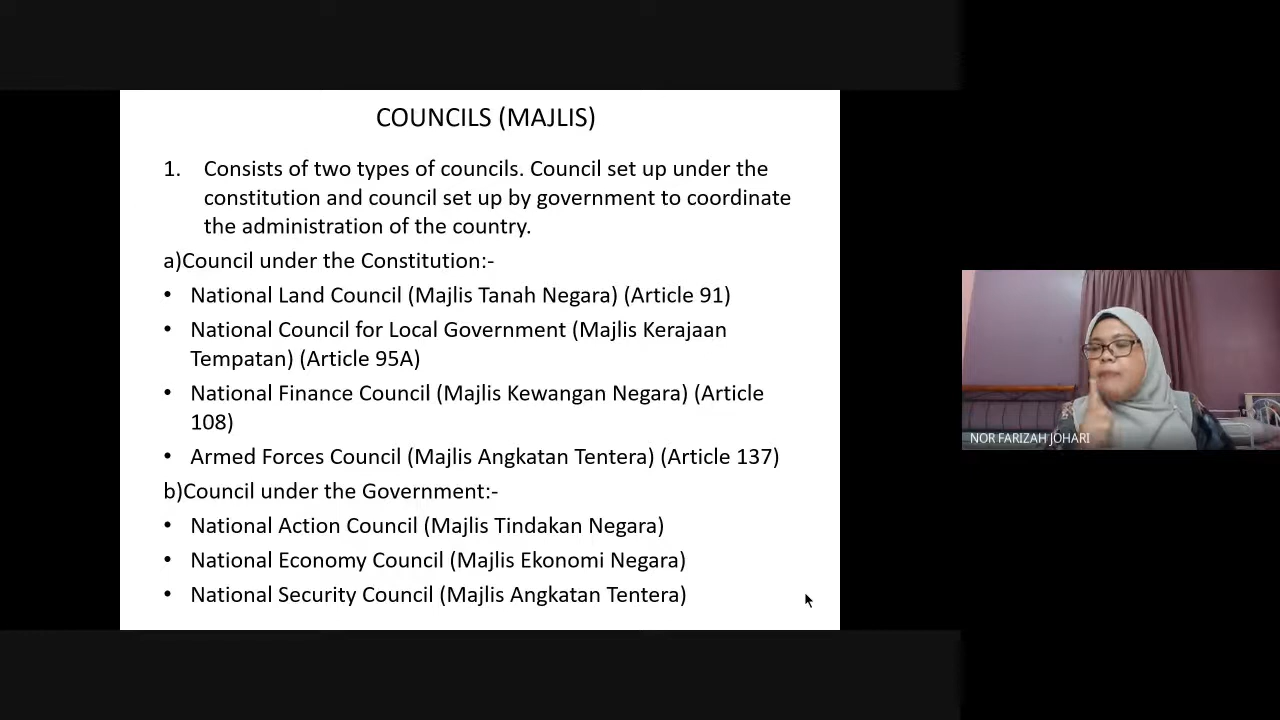 COUNCILS (MAJLIS)
1. Consists of two types of councils. Council set up under the
constitution and council set up by government to coordinate
the administration of the country.
a)Council under the Constitution:-
• National Land Council (Majlis Tanah Negara) (Article 91)
• National Council for Local Government (Majlis Kerajaan
Tempatan) (Article 95A)
• National Finance Council (Majlis Kewangan Negara) (Article
108)
• Armed Forces Council (Majlis Angkatan Tentera) (Article 137)
b)Council under the Government:-
• National Action Council (Majlis Tindakan Negara)
• National Economy Council (Majlis Ekonomi Negara)
• National Security Council (Majlis Angkatan Tentera)
NOR FARIZAH JOHARI